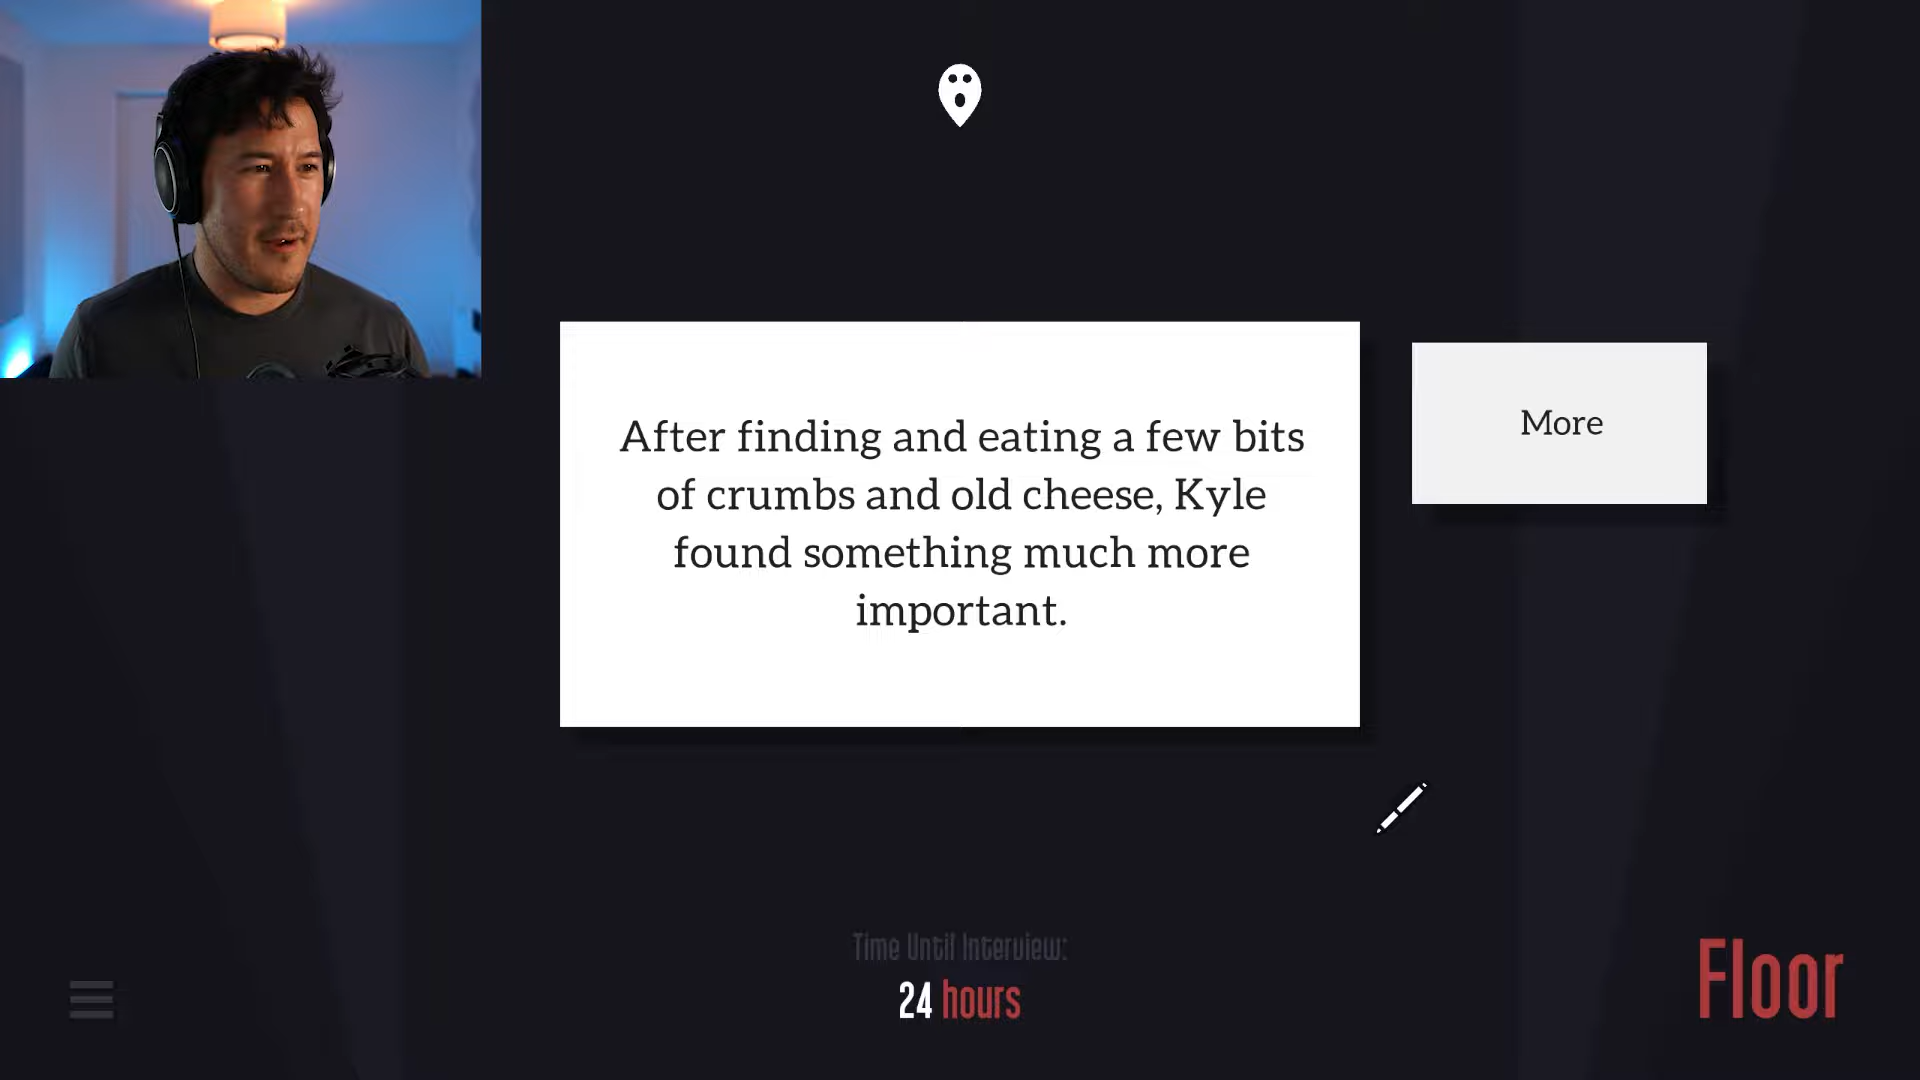 After finding and eating a few bits
of crumbs and old cheese, Kyle
found something much more
important.
More
Time Until Interview:
24 hours
Floor